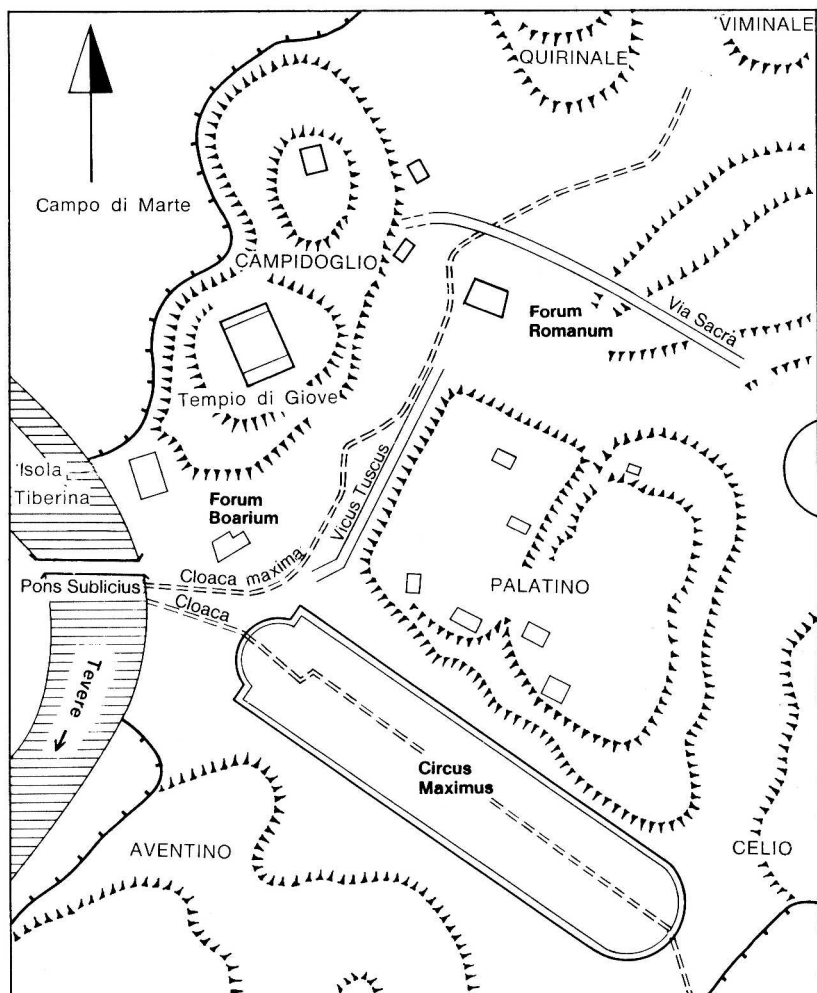 VIMINALE
QUIRINALE
Campo di Marte
CAMPIDOGLIO
Forum
Romanum
Via Sacra
Tempio di Giove
Isola
Tiberina
Forum
Boarium
Vicus Tuscus
Cloaca maxima
Pons Sublicius
Cloaca
PALATINO
Tevere
Circus
Maximus
AVENTINO
CELIO